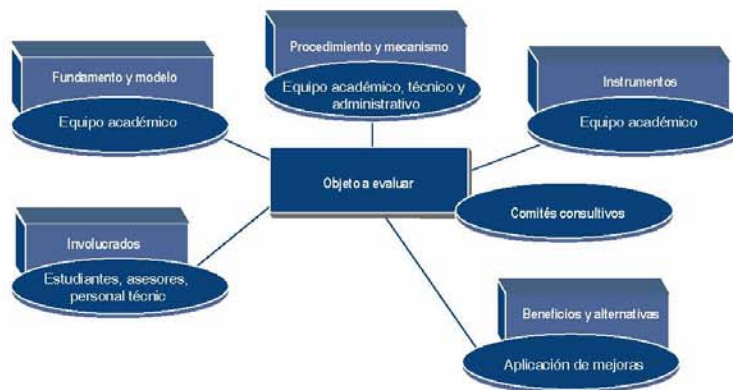 Procedimiento y mecanismo
Equipo académico, técnico y
administrativo
Fundamento y modelo
Equipo académico
Instrumentos
Equipo académico
Objeto a evaluar
Comités consultivos
Involucrados
Estudiantes, asesores,
personal técnic
Beneficios y alternativas
Aplicación de mejoras